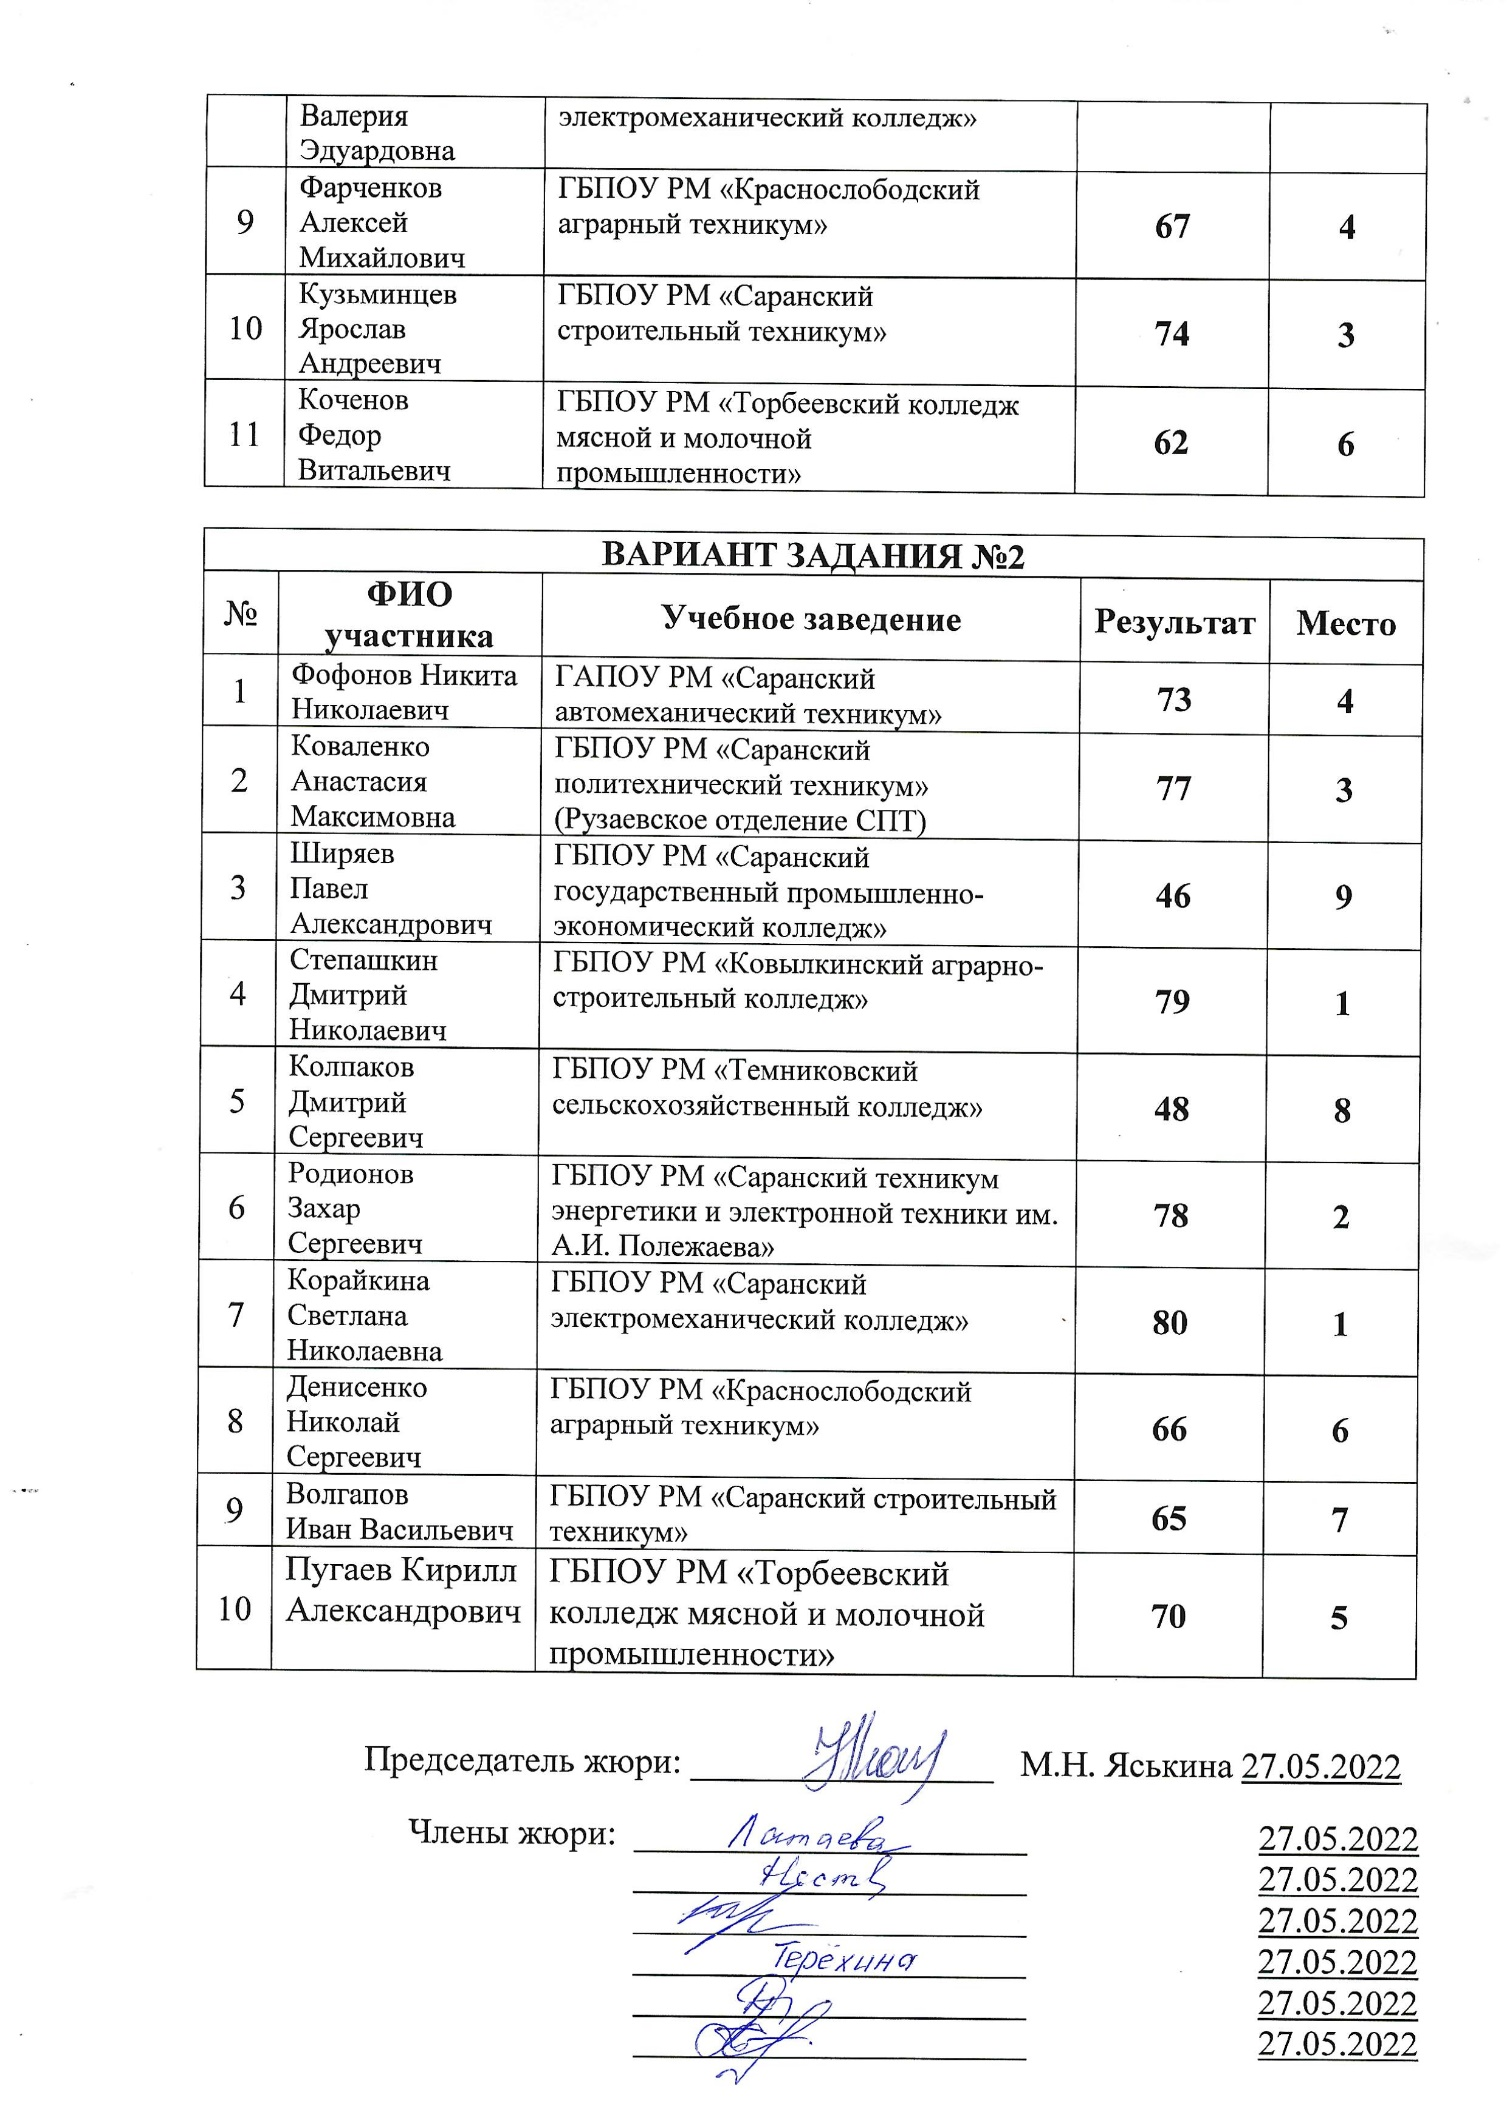 Валерия
Эдуардовна
электромеханический колледж»
9
Фарченков
Алексей
Михайлович
ГБПОУ РМ «Краснослободский
аграрный техникум»
67
4
10
Кузьминцев
Ярослав
Андреевич
ГБПОУ РМ «Саранский
строительный техникум»
74
3
11
Коченов
Федор
Витальевич
ГБПОУ РМ «Торбеевский колледж
мясной и молочной
промышленности»
62
6
ВАРИАНТ ЗАДАНИЯ №2
№
ФИО
участника
Учебное заведение
Результат
Место
1
Фофонов Никита
Николаевич
ГАПОУ РМ «Саранский
автомеханический техникум»
73
4
2
Коваленко
Анастасия
Максимовна
ГБПОУ РМ «Саранский
политехнический техникум»
(Рузаевское отделение СПТ)
77
3
3
Ширяев
Павел
Александрович
ГБПОУ РМ «Саранский
государственный промышленно-
экономический колледж»
46
9
4
Степашкин
Дмитрий
Николаевич
ГБПОУ РМ «Ковылкинский аграрно-
строительный колледж»
79
1
5
Колпаков
Дмитрий
Сергеевич
ГБПОУ РМ «Темниковский
сельскохозяйственный колледж»
48
8
6
Родионов
Захар
Сергеевич
ГБПОУ РМ «Саранский техникум
энергетики и электронной техники им.
А.И. Полежаева»
78
2
7
Корайкина
Светлана
Николаевна
ГБПОУ РМ «Саранский
электромеханический колледж»
80
1
8
Денисенко
Николай
Сергеевич
ГБПОУ РМ «Краснослободский
аграрный техникум»
66
6
9
Волгапов
Иван Васильевич
ГБПОУ РМ «Саранский строительный
техникум»
65
7
10
Пугаев Кирилл
Александрович
ГБПОУ РМ «Торбеевский
колледж мясной и молочной
промышленности»
70
5
Председатель жюри: М.Н. Яськина 27.05.2022
Члены жюри: Латаева 27.05.2022
27.05.2022
27.05.2022
Терёхина 27.05.2022
27.05.2022
27.05.2022